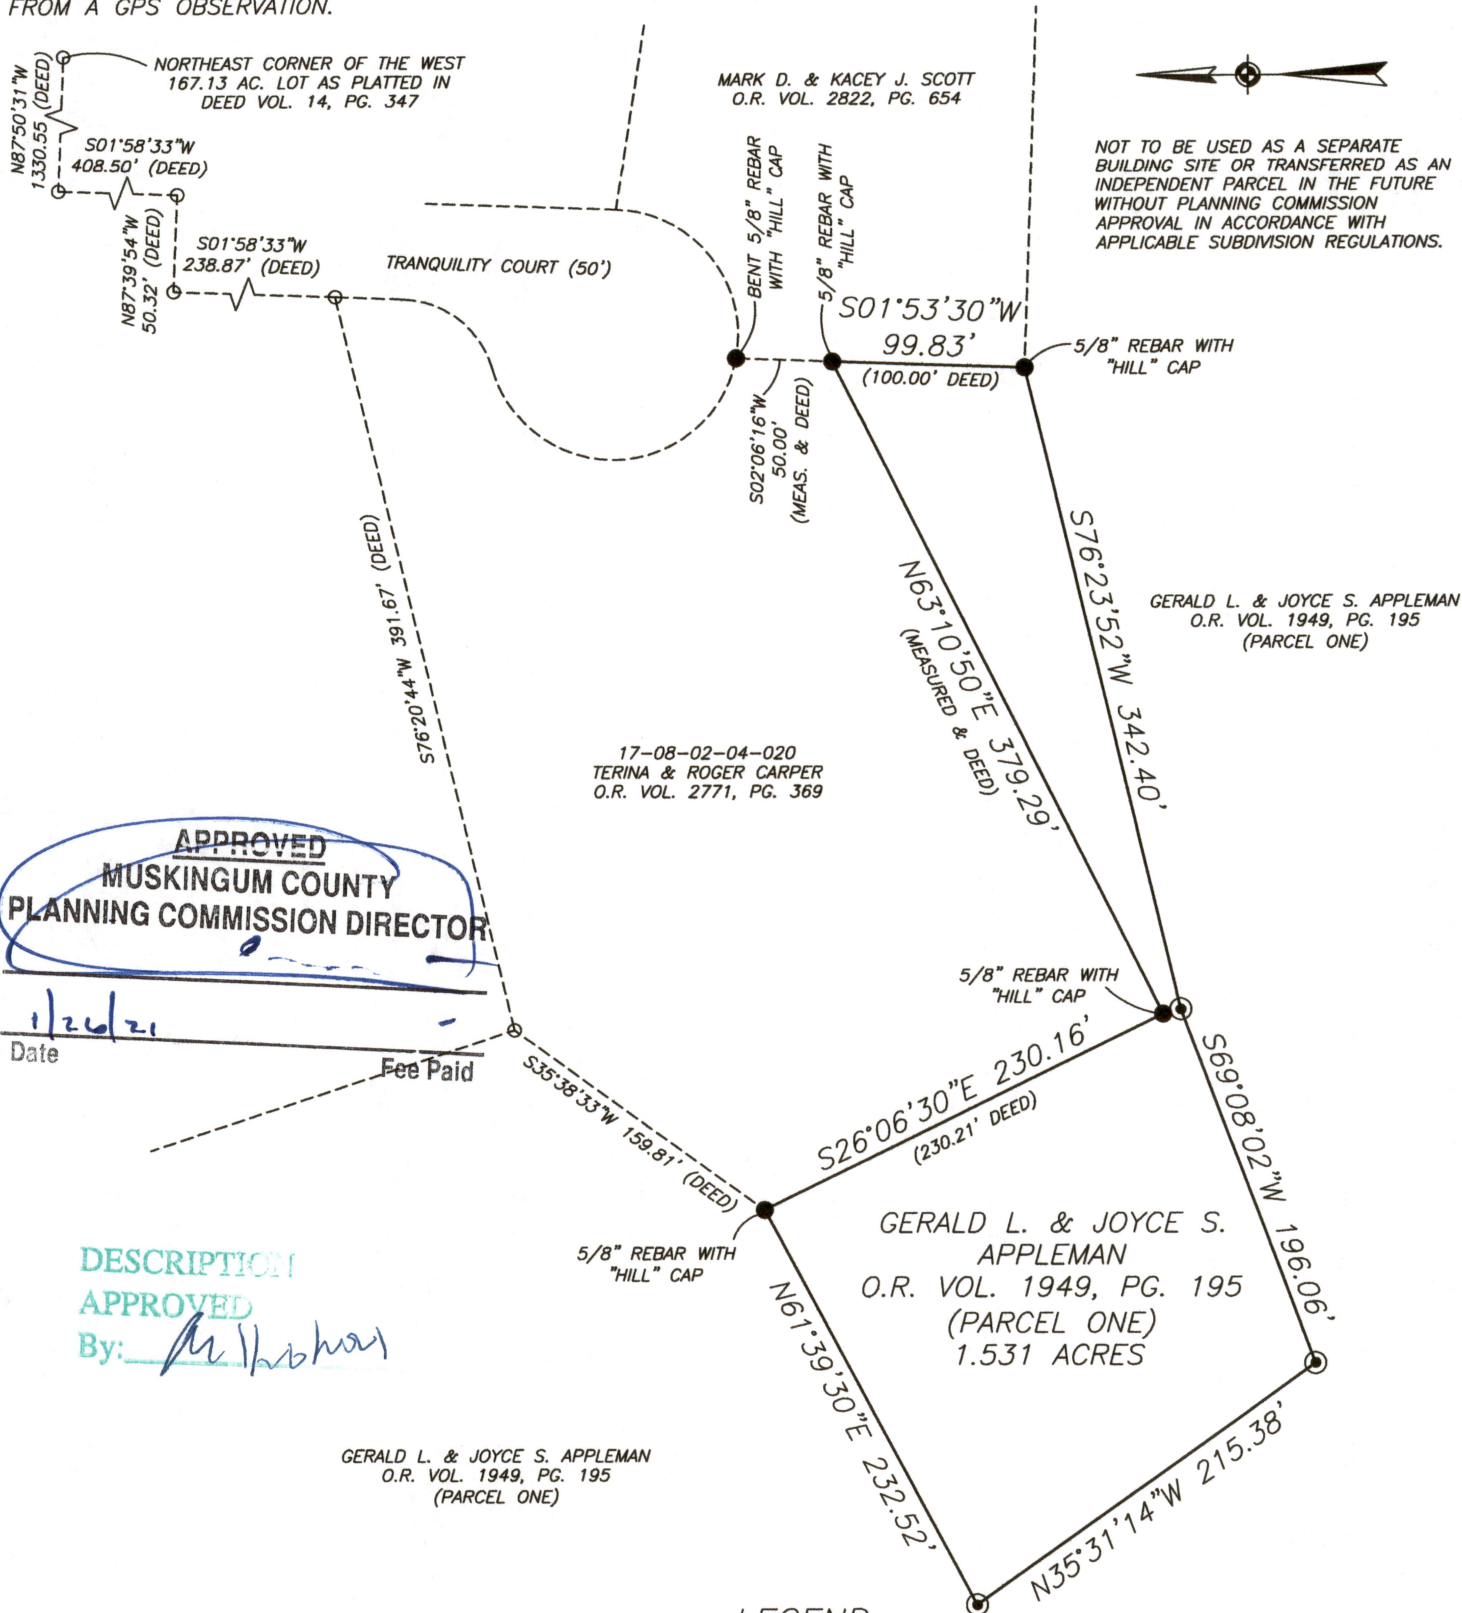 FROM A GPS OBSERVATION.
NORTHEAST CORNER OF THE WEST
167.13 AC. LOT AS PLATTED IN
DEED VOL. 14, PG. 347
N87°50'31"W
1330.55 (DEED)
S01°58'33"W
408.50' (DEED)
N87°39'54"W
50.32' (DEED)
S01°58'33"W
238.87' (DEED)
TRANQUILITY COURT (50')
MARK D. & KACEY J. SCOTT
O.R. VOL. 2822, PG. 654
NOT TO BE USED AS A SEPARATE
BUILDING SITE OR TRANSFERRED AS AN
INDEPENDENT PARCEL IN THE FUTURE
WITHOUT PLANNING COMMISSION
APPROVAL IN ACCORDANCE WITH
APPLICABLE SUBDIVISION REGULATIONS.
BENT 5/8" REBAR
WITH "HILL" CAP
5/8" REBAR WITH
"HILL" CAP
S01°53'30"W
99.83'
(100.00' DEED)
5/8" REBAR WITH
"HILL" CAP
S02°06'16"W
50.00'
(MEAS. & DEED)
S76°20'44"W 391.67' (DEED)
N63°10'50"E 379.29'
(MEASURED & DEED)
S76°23'52"W 342.40'
GERALD L. & JOYCE S. APPLEMAN
O.R. VOL. 1949, PG. 195
(PARCEL ONE)
17-08-02-04-020
TERINA & ROGER CARPER
O.R. VOL. 2771, PG. 369
APPROVED
MUSKINGUM COUNTY
PLANNING COMMISSION DIRECTOR
1/26/21
Date
Fee Paid
5/8" REBAR WITH
"HILL" CAP
S35°38'33"W 159.81' (DEED)
S26°06'30"E 230.16'
(230.21' DEED)
S69°08'02"W 196.06'
5/8" REBAR WITH
"HILL" CAP
GERALD L. & JOYCE S.
APPLEMAN
O.R. VOL. 1949, PG. 195
(PARCEL ONE)
1.531 ACRES
DESCRIPTION
APPROVED
By:
N61°39'30"E 232.52'
N35°31'14"W 215.38'
GERALD L. & JOYCE S. APPLEMAN
O.R. VOL. 1949, PG. 195
(PARCEL ONE)
LEGEND